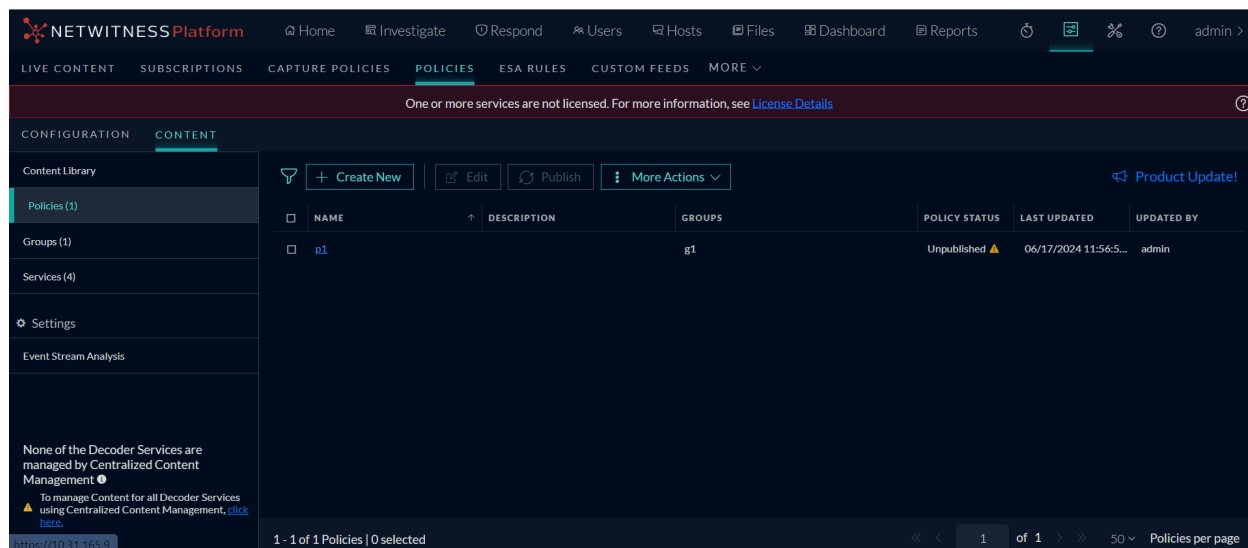 NETWITNESS Platform Home Investigate Respond Users Hosts Files Dashboard Reports admin >
LIVE CONTENT SUBSCRIPTIONS CAPTURE POLICIES POLICIES ESA RULES CUSTOM FEEDS MORE
One or more services are not licensed. For more information, see License Details
CONFIGURATION CONTENT
Content Library
Policies (1)
Groups (1)
Services (4)
Settings
Event Stream Analysis
None of the Decoder Services are
managed by Centralized Content
Management
To manage Content for all Decoder Services
using Centralized Content Management, click
here.
https://10.31.165.9
+ Create New Edit Publish More Actions Product Update!
NAME ↑ DESCRIPTION GROUPS POLICY STATUS LAST UPDATED UPDATED BY
p1 g1 Unpublished 06/17/2024 11:56:5... admin
1 - 1 of 1 Policies | 0 selected << < 1 of 1 > >> 50 Policies per page